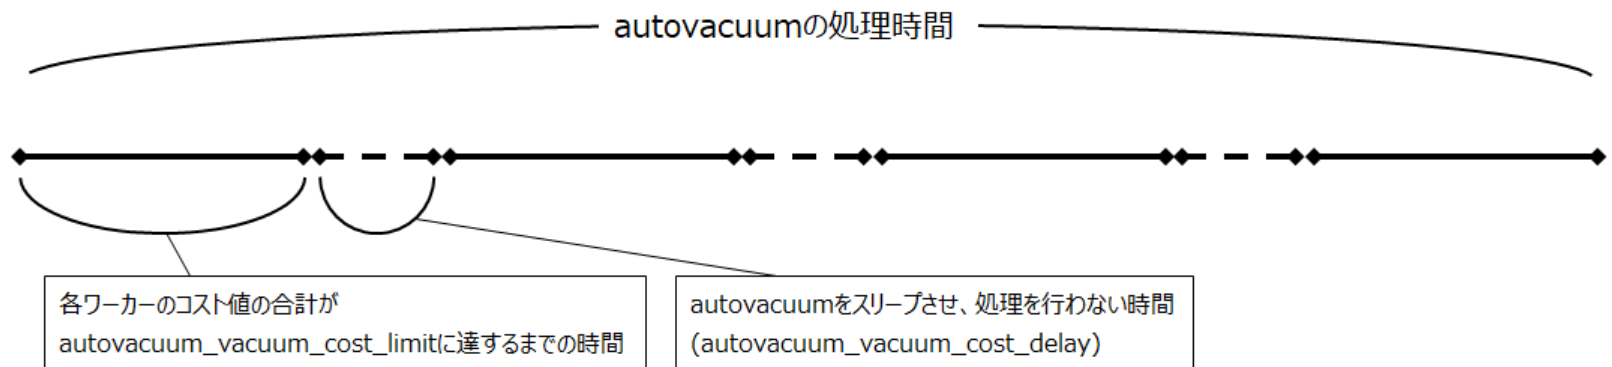 autovacuumの処理時間
各ワーカーのコスト値の合計が
autovacuum_vacuum_cost_limitに達するまでの時間
autovacuumをスリープさせ、処理を行わない時間
(autovacuum_vacuum_cost_delay)